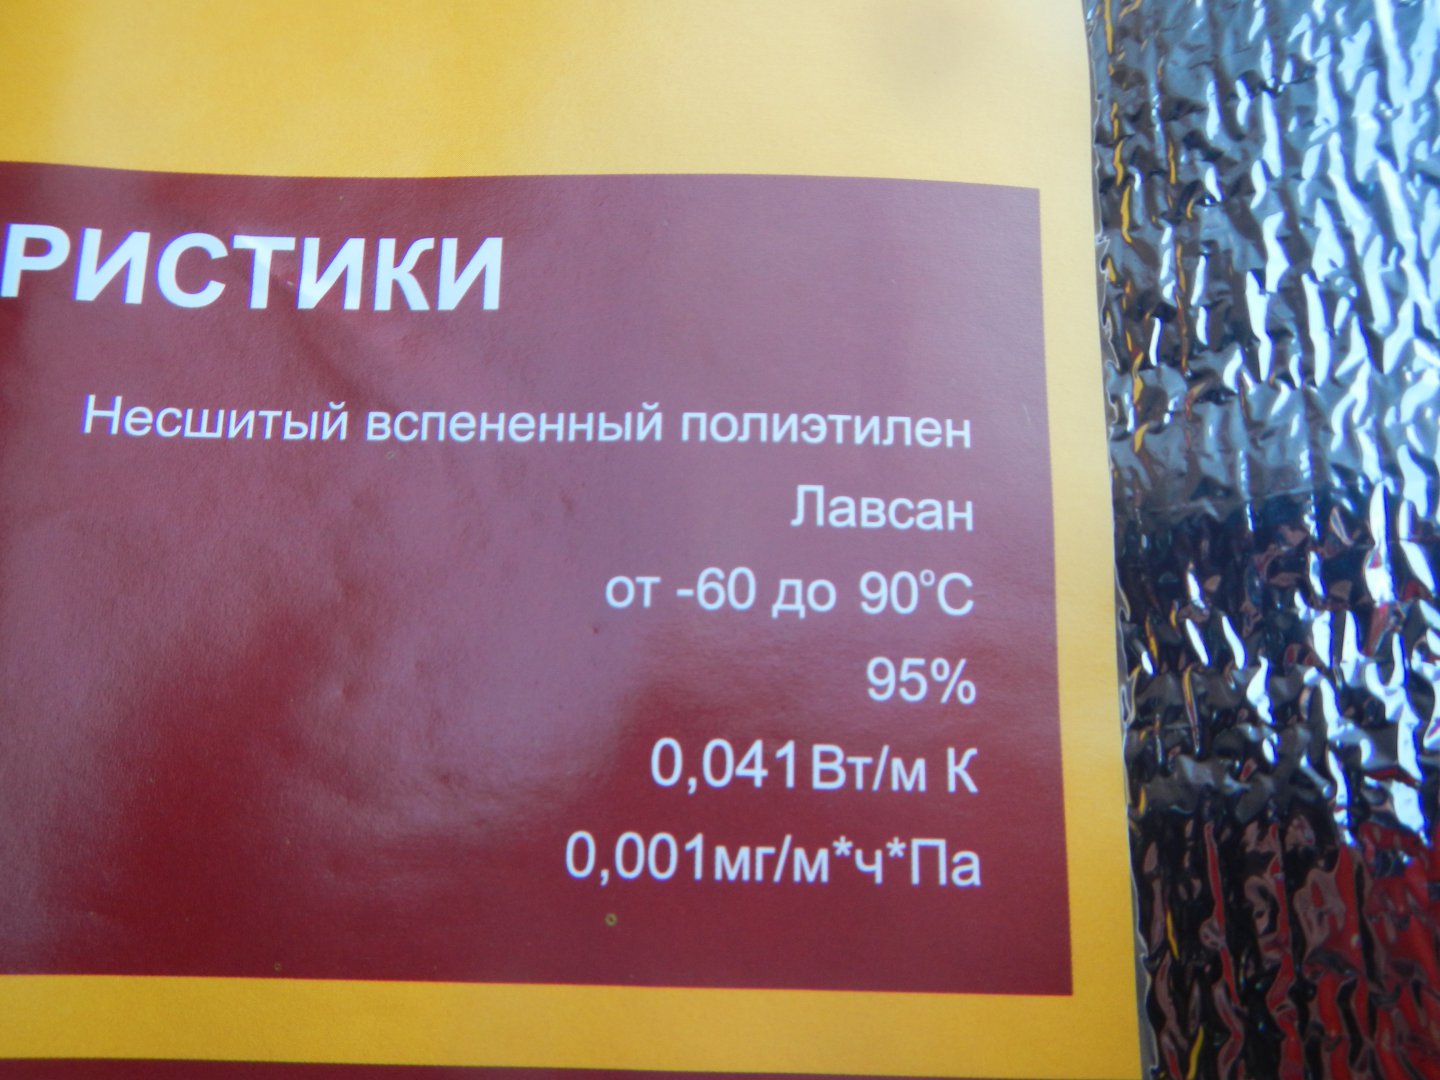 РИСТИКИ
Несшитый вспененный полиэтилен
Лавсан
от -60 до 90°С
95%
0,041Вт/м К
0,001мг/м*ч*Па